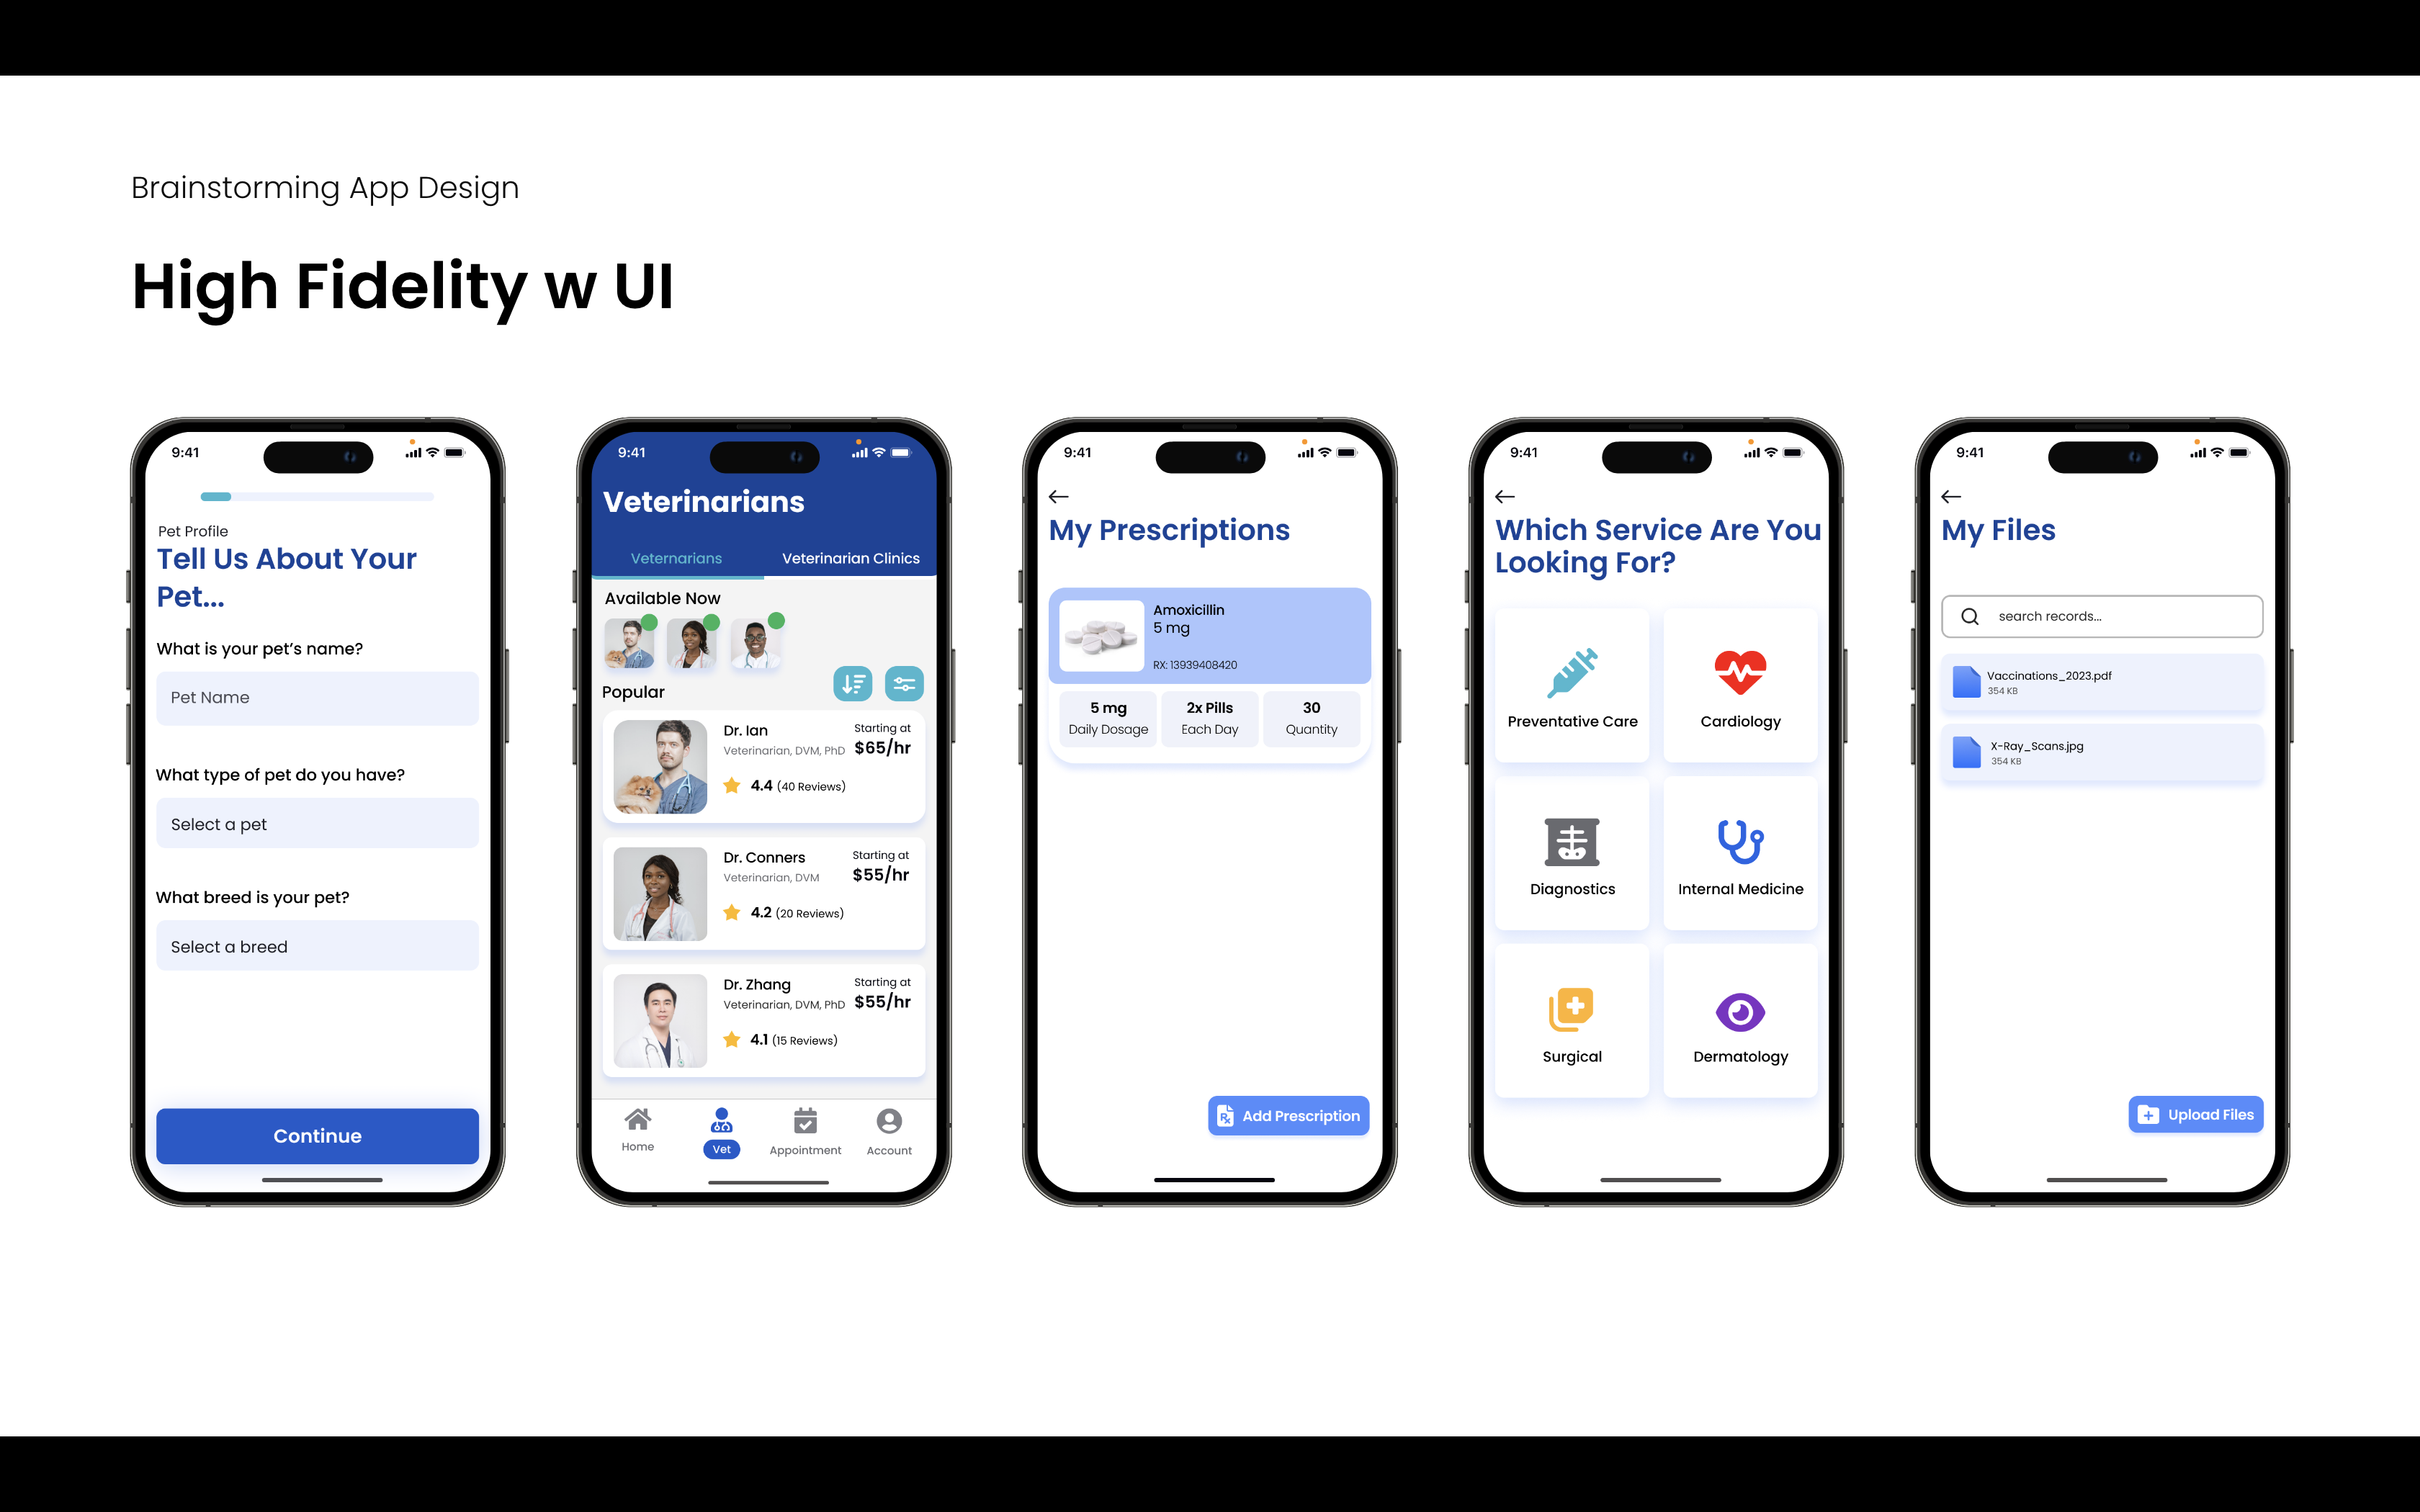 Brainstorming App Design
High Fidelity w UI
9:41
Pet Profile
Tell Us About Your
Pet...
What is your pet's name?
Pet Name
What type of pet do you have?
Select a pet
What breed is your pet?
Select a breed
Continue
9:41
Veterinarians
Veternarians
Veterinarian Clinics
Available Now
Popular
Dr. Ian
Veterinarian, DVM, PhD
Starting at
$65/hr
4.4 (40 Reviews)
Dr. Conners
Veterinarian, DVM
Starting at
$55/hr
4.2 (20 Reviews)
Dr. Zhang
Veterinarian, DVM, PhD
Starting at
$55/hr
4.1 (15 Reviews)
Home
Vet
Appointment
Account
9:41
My Prescriptions
Amoxicillin
5 mg
RX: 13939408420
5 mg
Daily Dosage
2x Pills
Each Day
30
Quantity
Rx
Add Prescription
9:41
Which Service Are You
Looking For?
Preventative Care
Cardiology
Diagnostics
Internal Medicine
Surgical
Dermatology
9:41
My Files
search records...
Vaccinations_2023.pdf
354 KB
X-Ray_Scans.jpg
354 KB
Upload Files